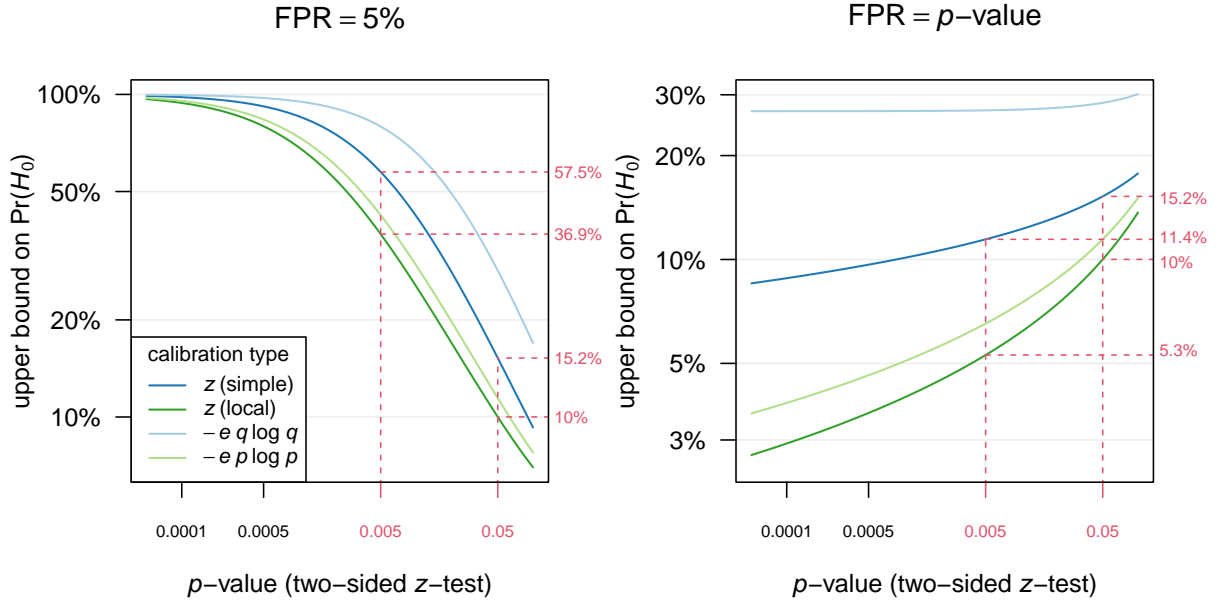 FPR = 5%
upper bound on Pr(H₀)
100%
50%
20%
10%
57.5%
36.9%
15.2%
10%
calibration type
z (simple)
z (local)
− e q log q
− e p log p
0.0001
0.0005
0.005
0.05
p−value (two−sided z−test)
FPR = p−value
upper bound on Pr(H₀)
30%
20%
10%
5%
3%
15.2%
11.4%
10%
5.3%
0.0001
0.0005
0.005
0.05
p−value (two−sided z−test)